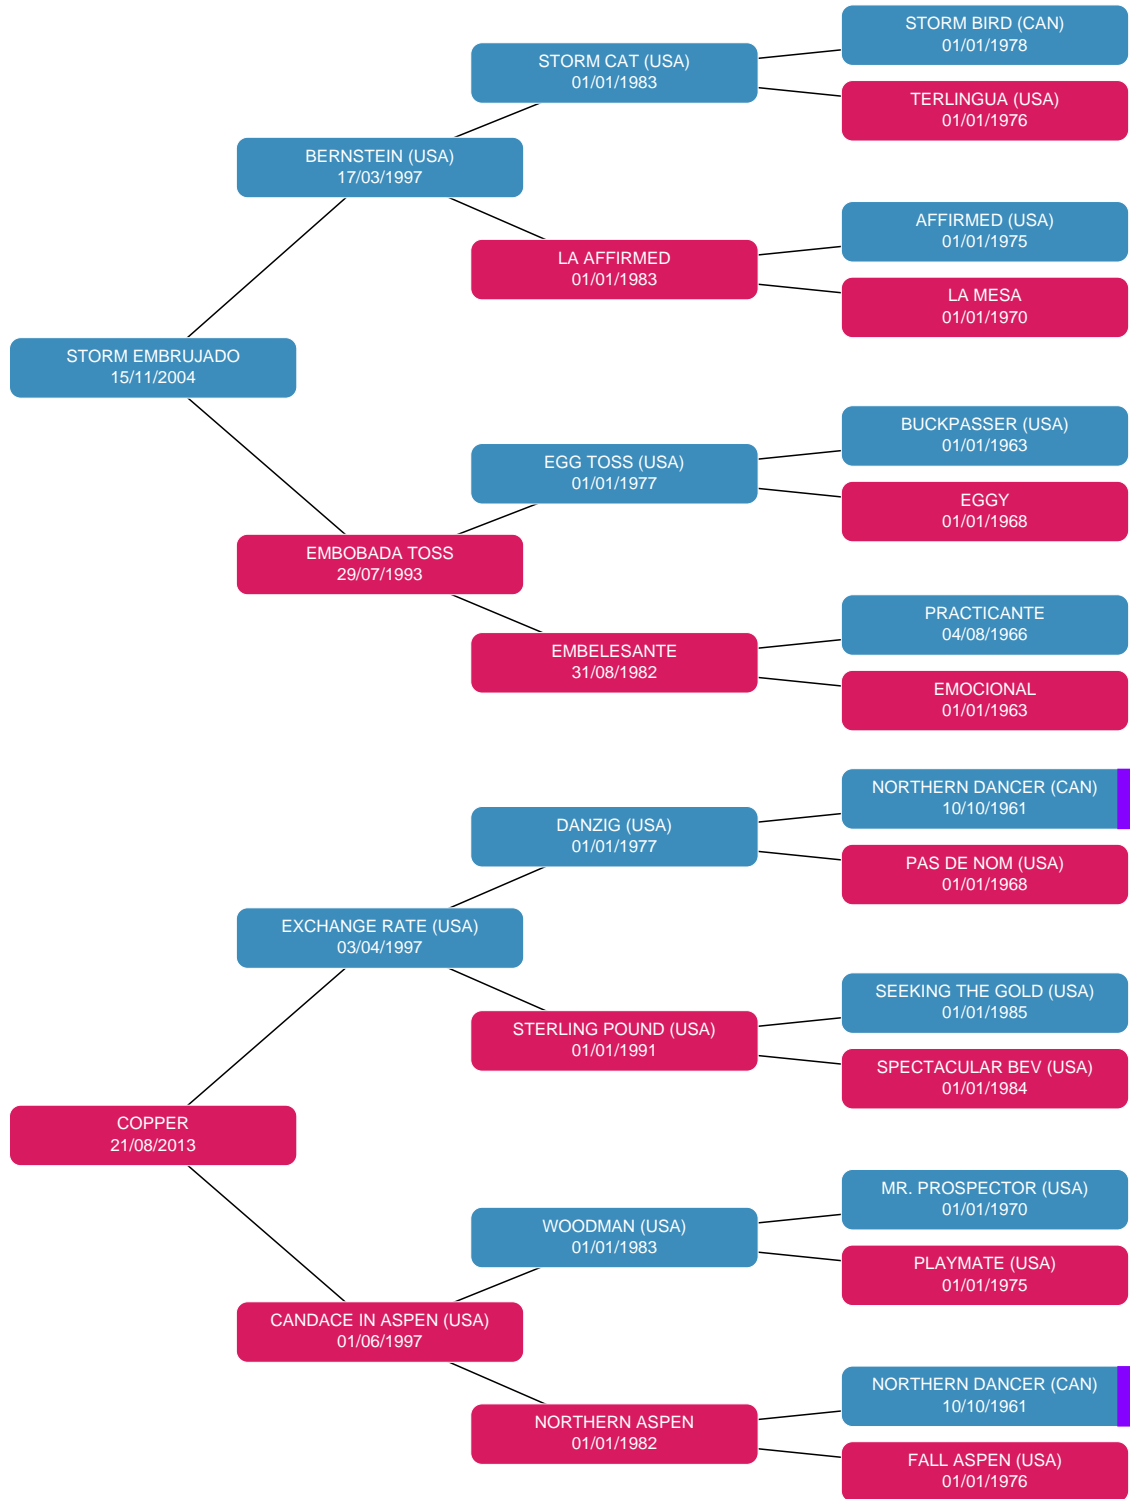 STORM BIRD (CAN)
01/01/1978
STORM CAT (USA)
01/01/1983
TERLINGUA (USA)
01/01/1976
BERNSTEIN (USA)
17/03/1997
AFFIRMED (USA)
01/01/1975
LA AFFIRMED
01/01/1983
LA MESA
01/01/1970
STORM EMBRUJADO
15/11/2004
BUCKPASSER (USA)
01/01/1963
EGG TOSS (USA)
01/01/1977
EGGY
01/01/1968
EMBOBADA TOSS
29/07/1993
PRACTICANTE
04/08/1966
EMBELESANTE
31/08/1982
EMOCIONAL
01/01/1963
NORTHERN DANCER (CAN)
10/10/1961
DANZIG (USA)
01/01/1977
PAS DE NOM (USA)
01/01/1968
EXCHANGE RATE (USA)
03/04/1997
SEEKING THE GOLD (USA)
01/01/1985
STERLING POUND (USA)
01/01/1991
SPECTACULAR BEV (USA)
01/01/1984
COPPER
21/08/2013
MR. PROSPECTOR (USA)
01/01/1970
WOODMAN (USA)
01/01/1983
PLAYMATE (USA)
01/01/1975
CANDACE IN ASPEN (USA)
01/06/1997
NORTHERN DANCER (CAN)
10/10/1961
NORTHERN ASPEN
01/01/1982
FALL ASPEN (USA)
01/01/1976